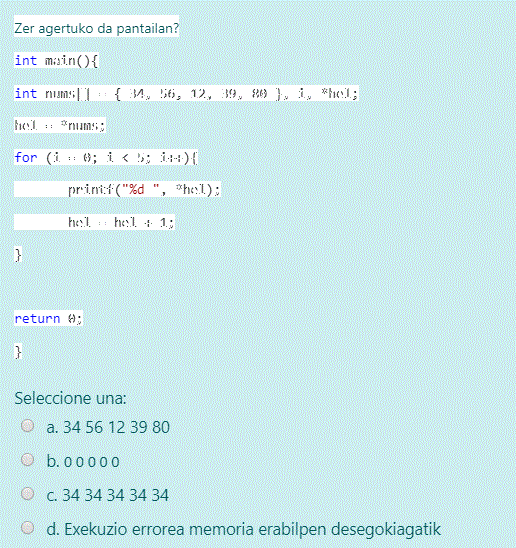 Zer agertuko da pantailan?
int main(){
int nums[] = { 34, 56, 12, 39, 80 }, i, *hel;
hel = *nums;
for (i = 0; i < 5; i++){
printf("%d ", *hel);
hel = hel + 1;
}
return 0;
}
Seleccione una:
a. 34 56 12 39 80
b. 0 0 0 0 0
c. 34 34 34 34 34
d. Exekuzio errorea memoria erabilpen desegokiagatik